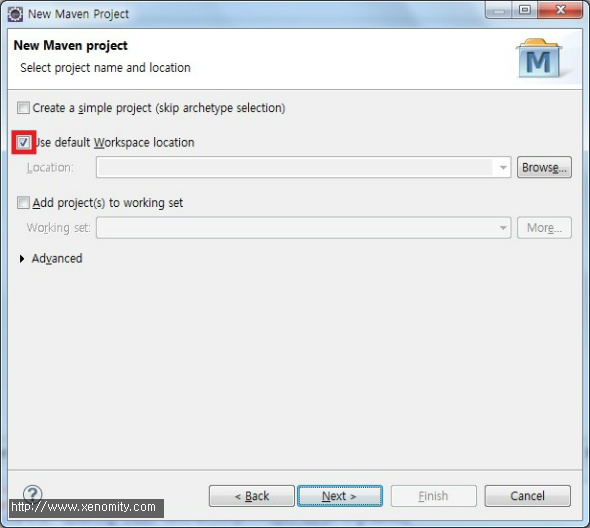 New Maven Project
New Maven project
Select project name and location
M
Create a simple project (skip archetype selection)
Use default Workspace location
Location:
Browse...
Add project(s) to working set
Working set:
More...
Advanced
?
< Back
Next >
Finish
Cancel
http://www.xenomity.com